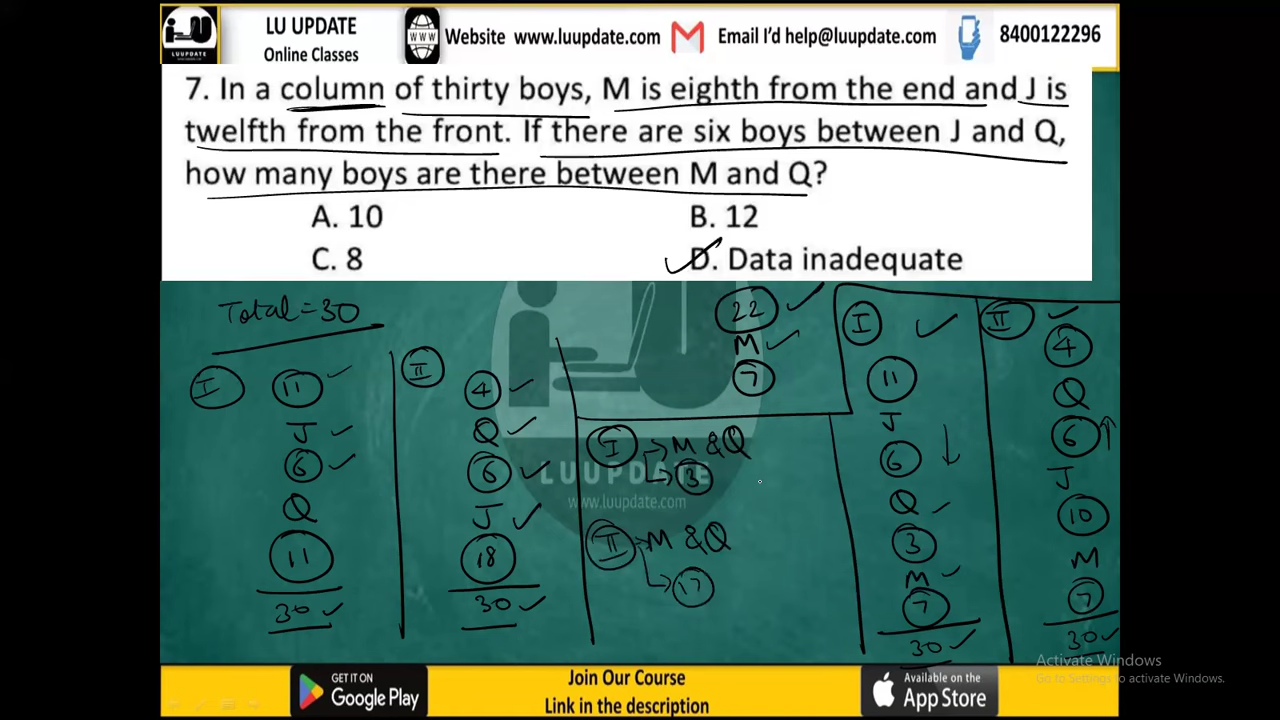 LU UPDATE
Online Classes
LUUPDATE
WWW
Website www.luupdate.com
Email I'd help@luupdate.com
8400122296
7. In a column of thirty boys, M is eighth from the end and J is
twelfth from the front. If there are six boys between J and Q,
how many boys are there between M and Q?
A. 10
B. 12
C. 8
D. Data inadequate
Total=30
I
11
J
6
Q
11
30
II
4
Q
6
J
18
30
22
M
7
I M & Q
3
II M & Q
17
LUUPDATE
www.luupdate.com
I
11
J
6
Q
3
M
7
30
II
4
Q
6
J
10
M
7
30
Activate Windows
Go to Settings to activate Windows.
GET IT ON
Google Play
Join Our Course
Link in the description
Available on the
App Store